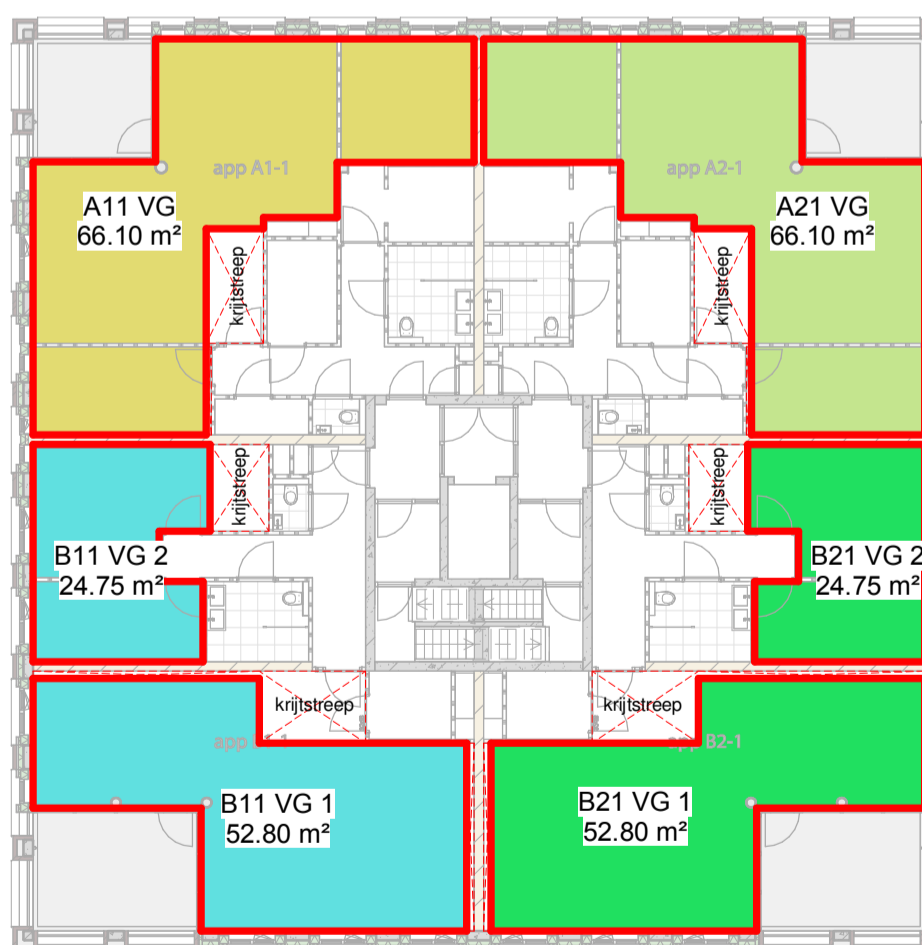 app A1-1
app A2-1
A11 VG
66.10 m²
A21 VG
66.10 m²
krijtstreep
krijtstreep
krijtstreep
krijtstreep
B11 VG 2
24.75 m²
B21 VG 2
24.75 m²
krijtstreep
krijtstreep
app B2-1
B11 VG 1
52.80 m²
B21 VG 1
52.80 m²